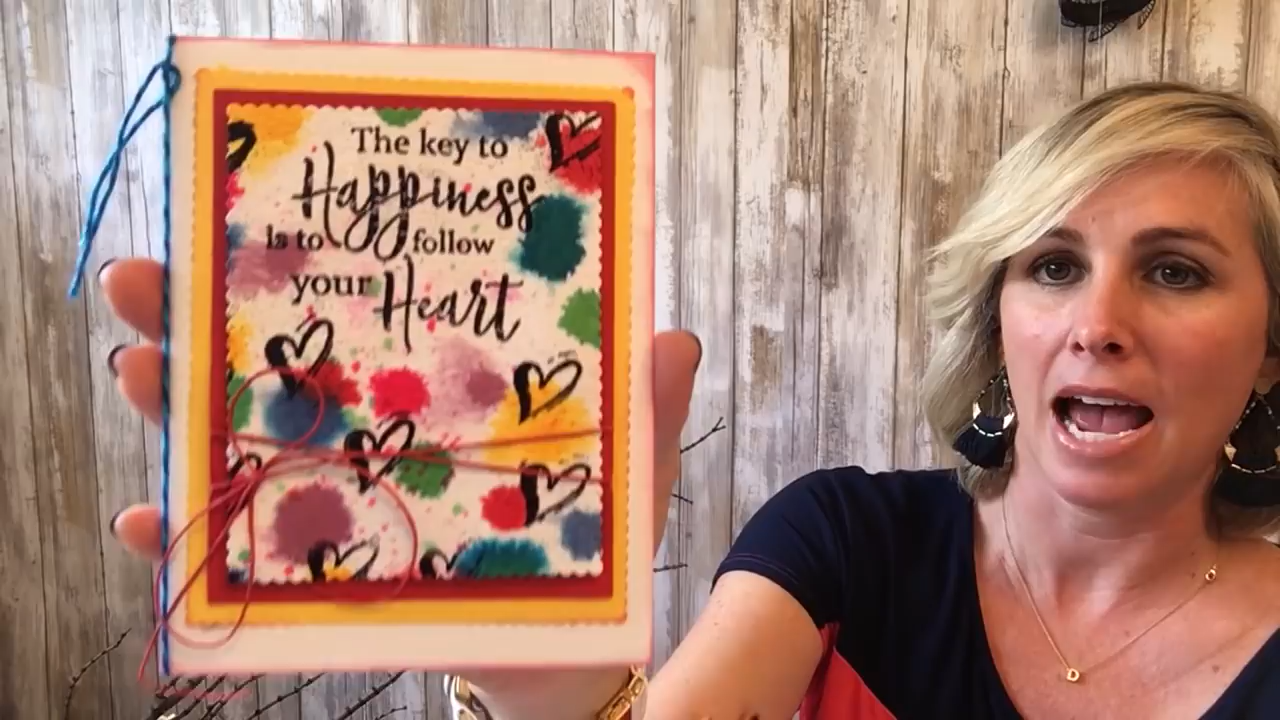 The key to
Happiness
is to follow
your Heart
D